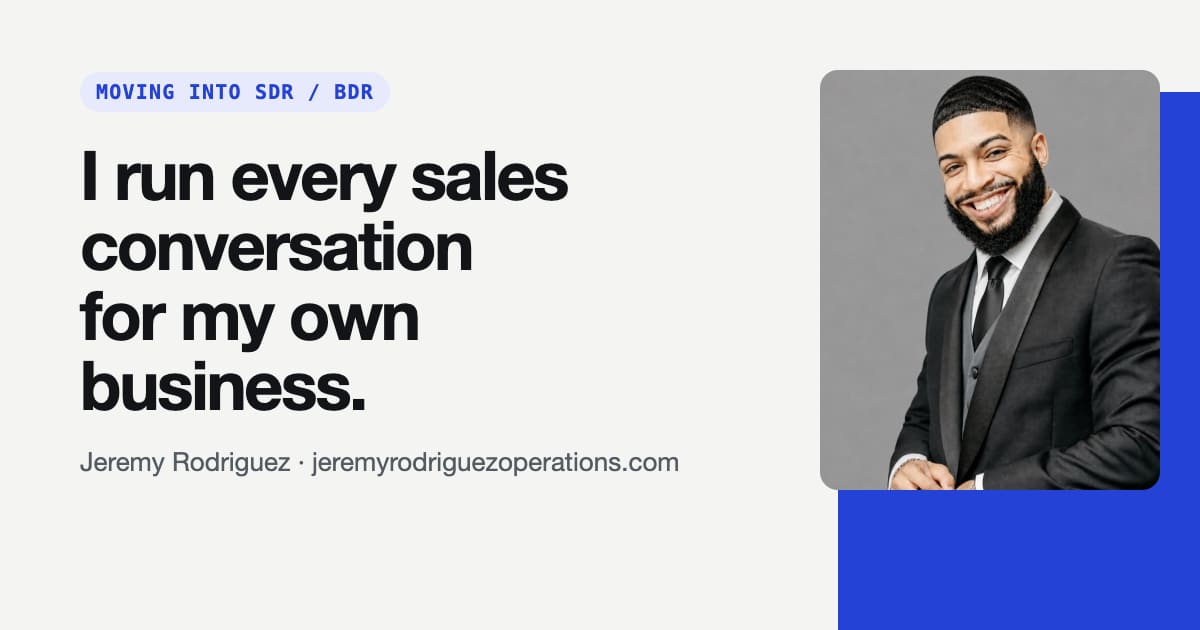 MOVING INTO SDR / BDR
I run every sales
conversation
for my own
business.
Jeremy Rodriguez · jeremyrodriguezoperations.com